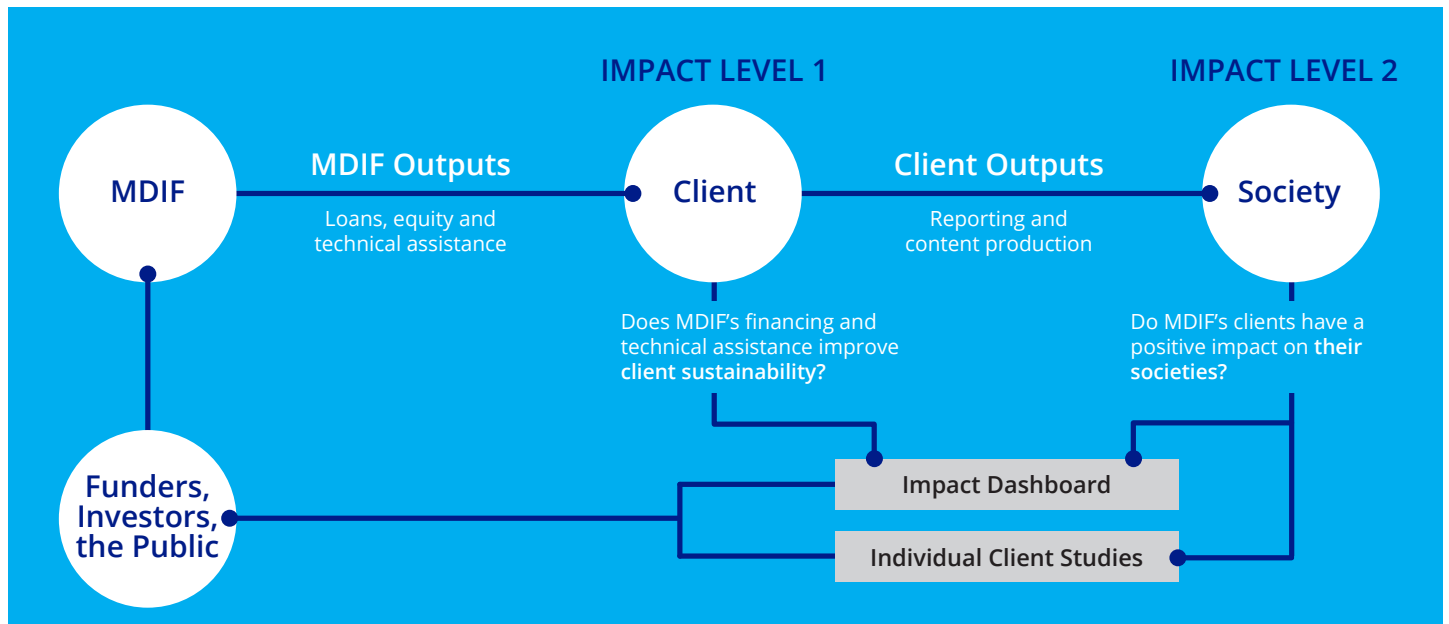 IMPACT LEVEL 1
IMPACT LEVEL 2
MDIF
MDIF Outputs
Loans, equity and
technical assistance
Client
Client Outputs
Reporting and
content production
Society
Does MDIF’s financing and
technical assistance improve
client sustainability?
Do MDIF’s clients have a
positive impact on their
societies?
Funders,
Investors,
the Public
Impact Dashboard
Individual Client Studies